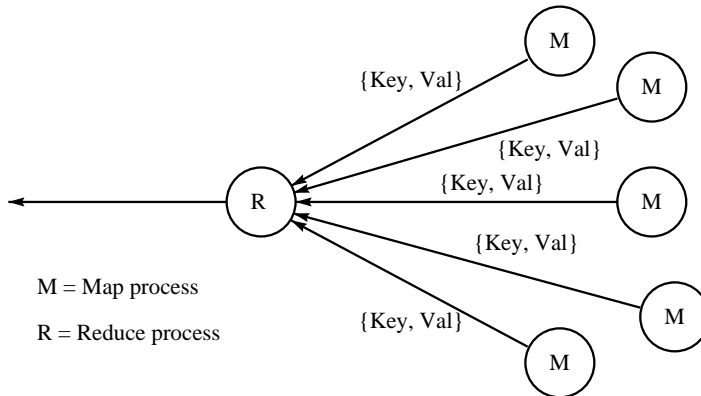 M
{Key, Val}
M
{Key, Val}
{Key, Val}
R
M
{Key, Val}
M = Map process
M
{Key, Val}
R = Reduce process
M